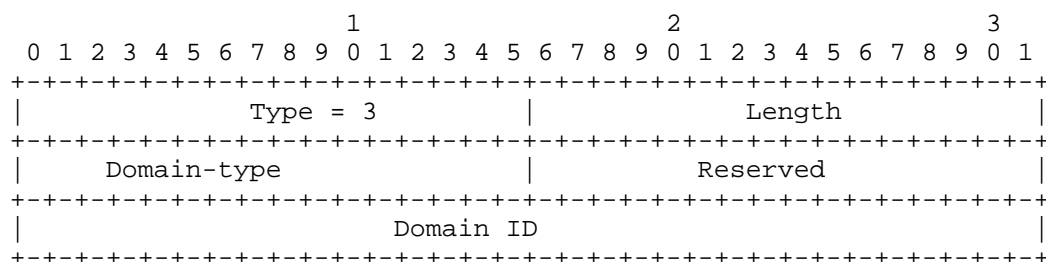 1                   2                   3
 0 1 2 3 4 5 6 7 8 9 0 1 2 3 4 5 6 7 8 9 0 1 2 3 4 5 6 7 8 9 0 1
+-+-+-+-+-+-+-+-+-+-+-+-+-+-+-+-+-+-+-+-+-+-+-+-+-+-+-+-+-+-+-+-+
|              Type = 3         |             Length            |
+-+-+-+-+-+-+-+-+-+-+-+-+-+-+-+-+-+-+-+-+-+-+-+-+-+-+-+-+-+-+-+-+
|     Domain-type               |          Reserved             |
+-+-+-+-+-+-+-+-+-+-+-+-+-+-+-+-+-+-+-+-+-+-+-+-+-+-+-+-+-+-+-+-+
|                       Domain ID                               |
+-+-+-+-+-+-+-+-+-+-+-+-+-+-+-+-+-+-+-+-+-+-+-+-+-+-+-+-+-+-+-+-+